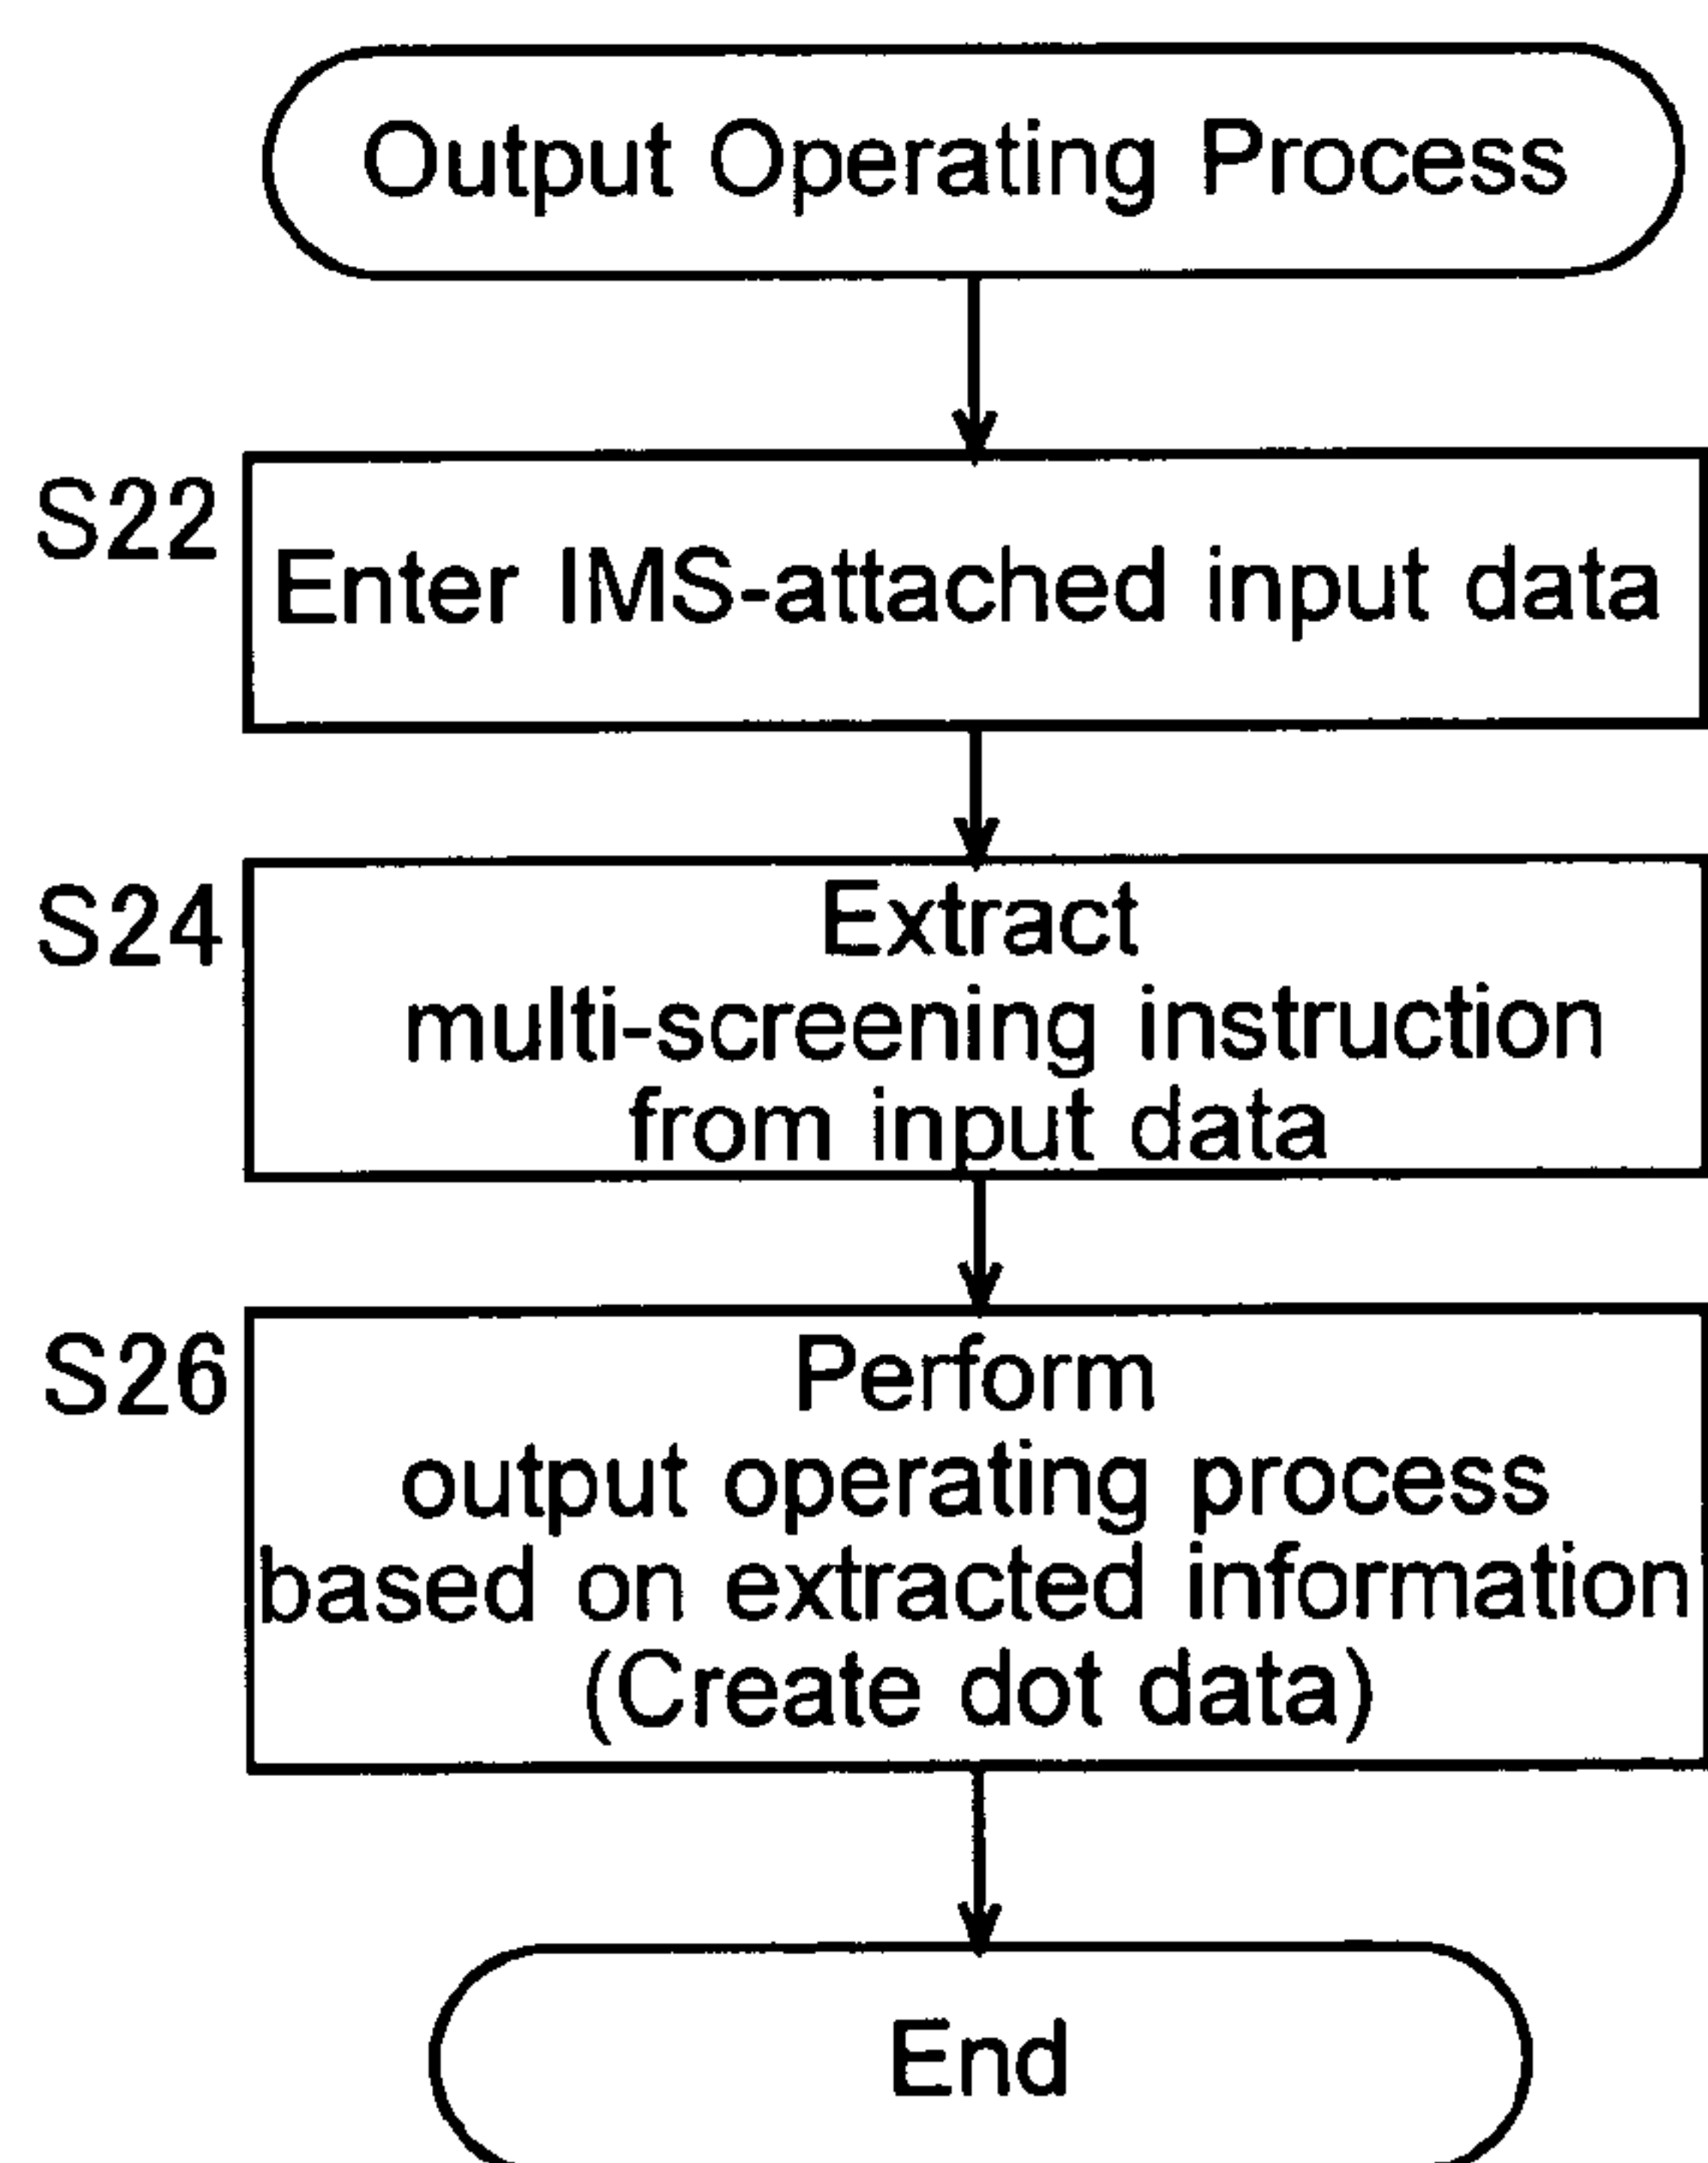 Output Operating Process
S22
Enter IMS-attached input data
S24
Extract
multi-screening instruction
from input data
S26
Perform
output operating process
based on extracted information
(Create dot data)
End